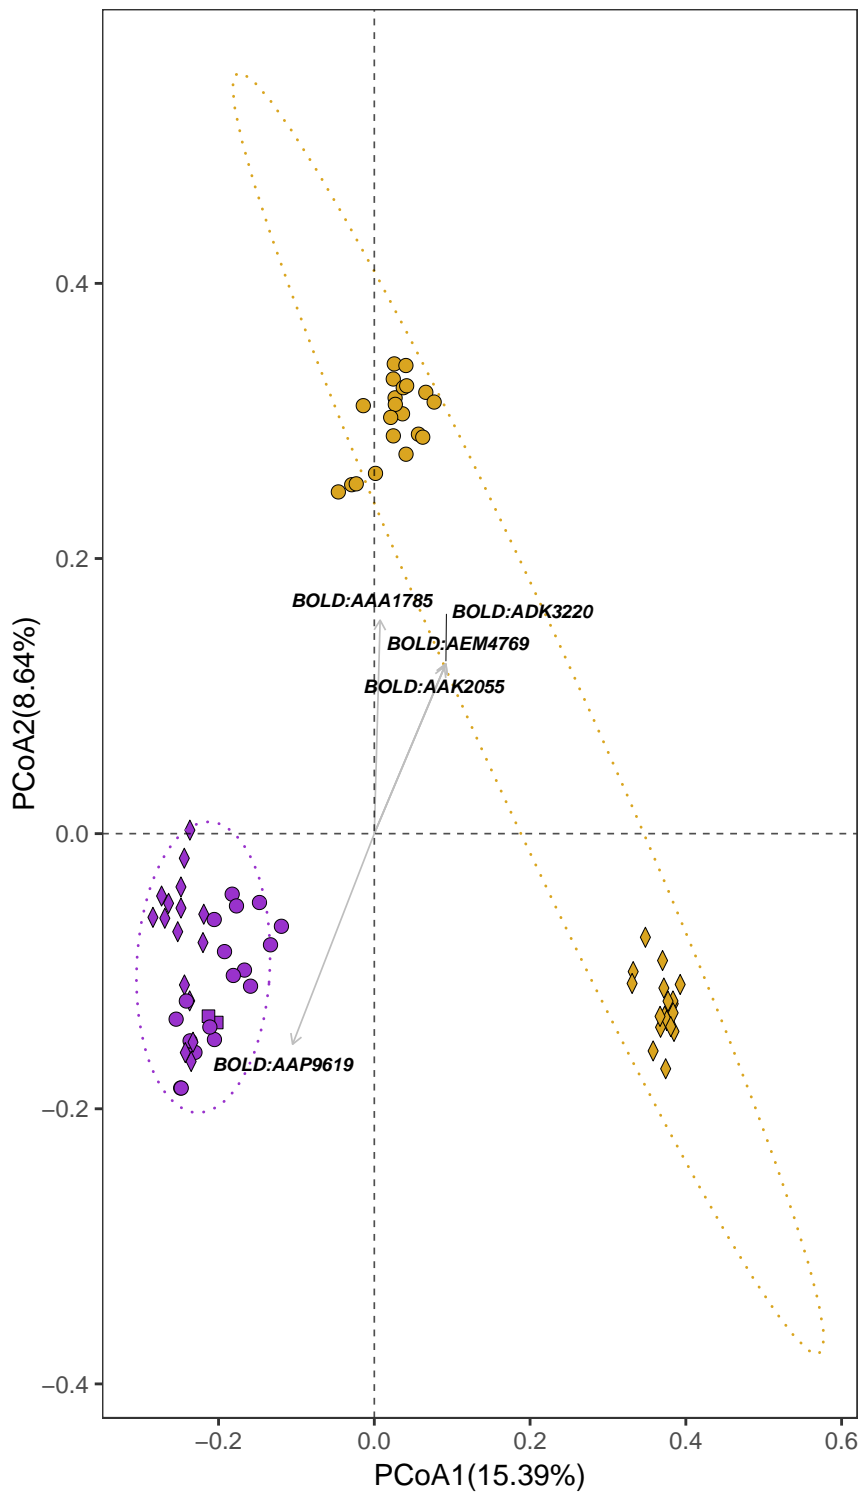 0.4
0.2
BOLD:AAA1785
BOLD:ADK3220
BOLD:AEM4769
BOLD:AAK2055
PCoA2(8.64%)
0.0
BOLD:AAP9619
−0.2
−0.4
−0.2 0.0 0.2 0.4 0.6
PCoA1(15.39%)